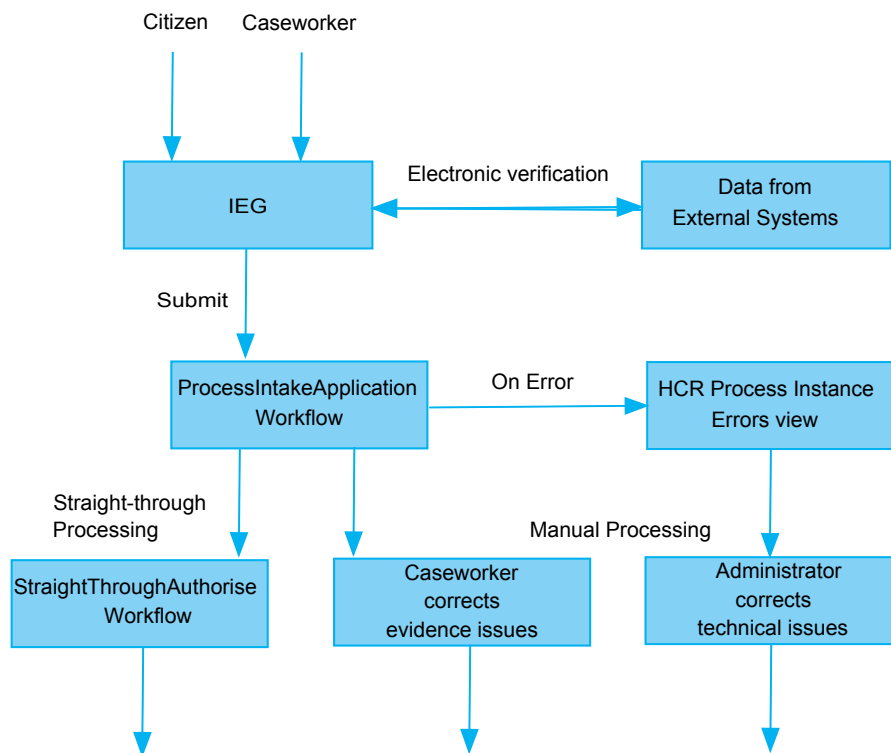 Citizen
Caseworker
IEG
Electronic verification
Data from
External Systems
Submit
ProcessIntakeApplication
Workflow
On Error
HCR Process Instance
Errors view
Straight-through
Processing
Manual Processing
StraightThroughAuthorise
Workflow
Caseworker
corrects
evidence issues
Administrator
corrects
technical issues